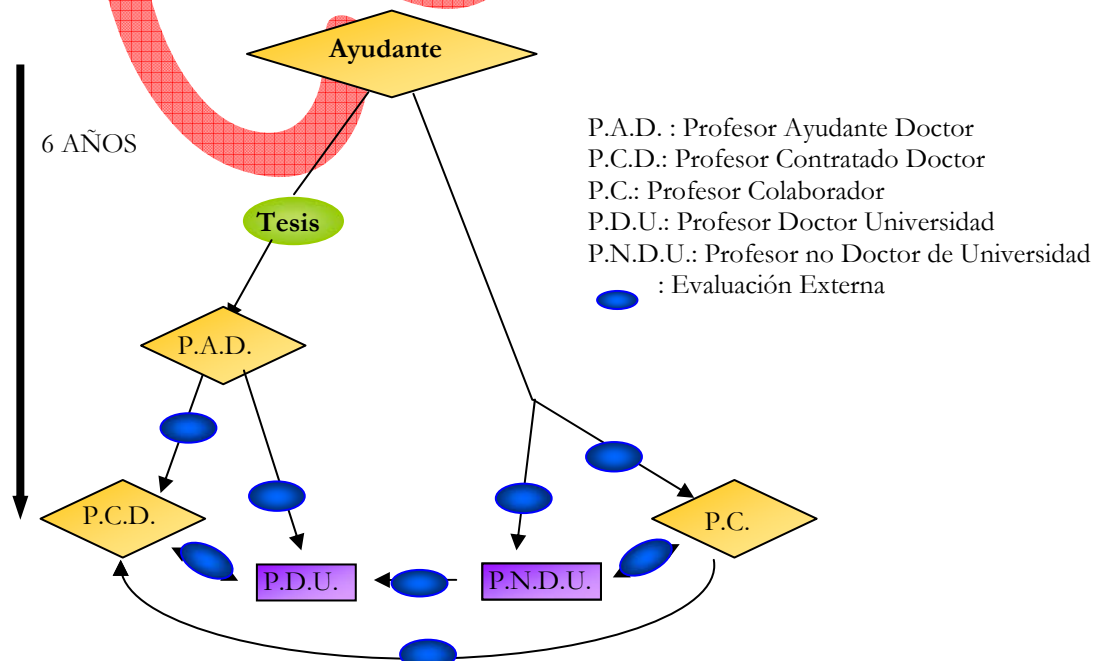 Ayudante
6 AÑOS
P.A.D. : Profesor Ayudante Doctor
P.C.D.: Profesor Contratado Doctor
P.C.: Profesor Colaborador
P.D.U.: Profesor Doctor Universidad
P.N.D.U.: Profesor no Doctor de Universidad
: Evaluación Externa
Tesis
P.A.D.
P.C.D.
P.C.
P.D.U.
P.N.D.U.